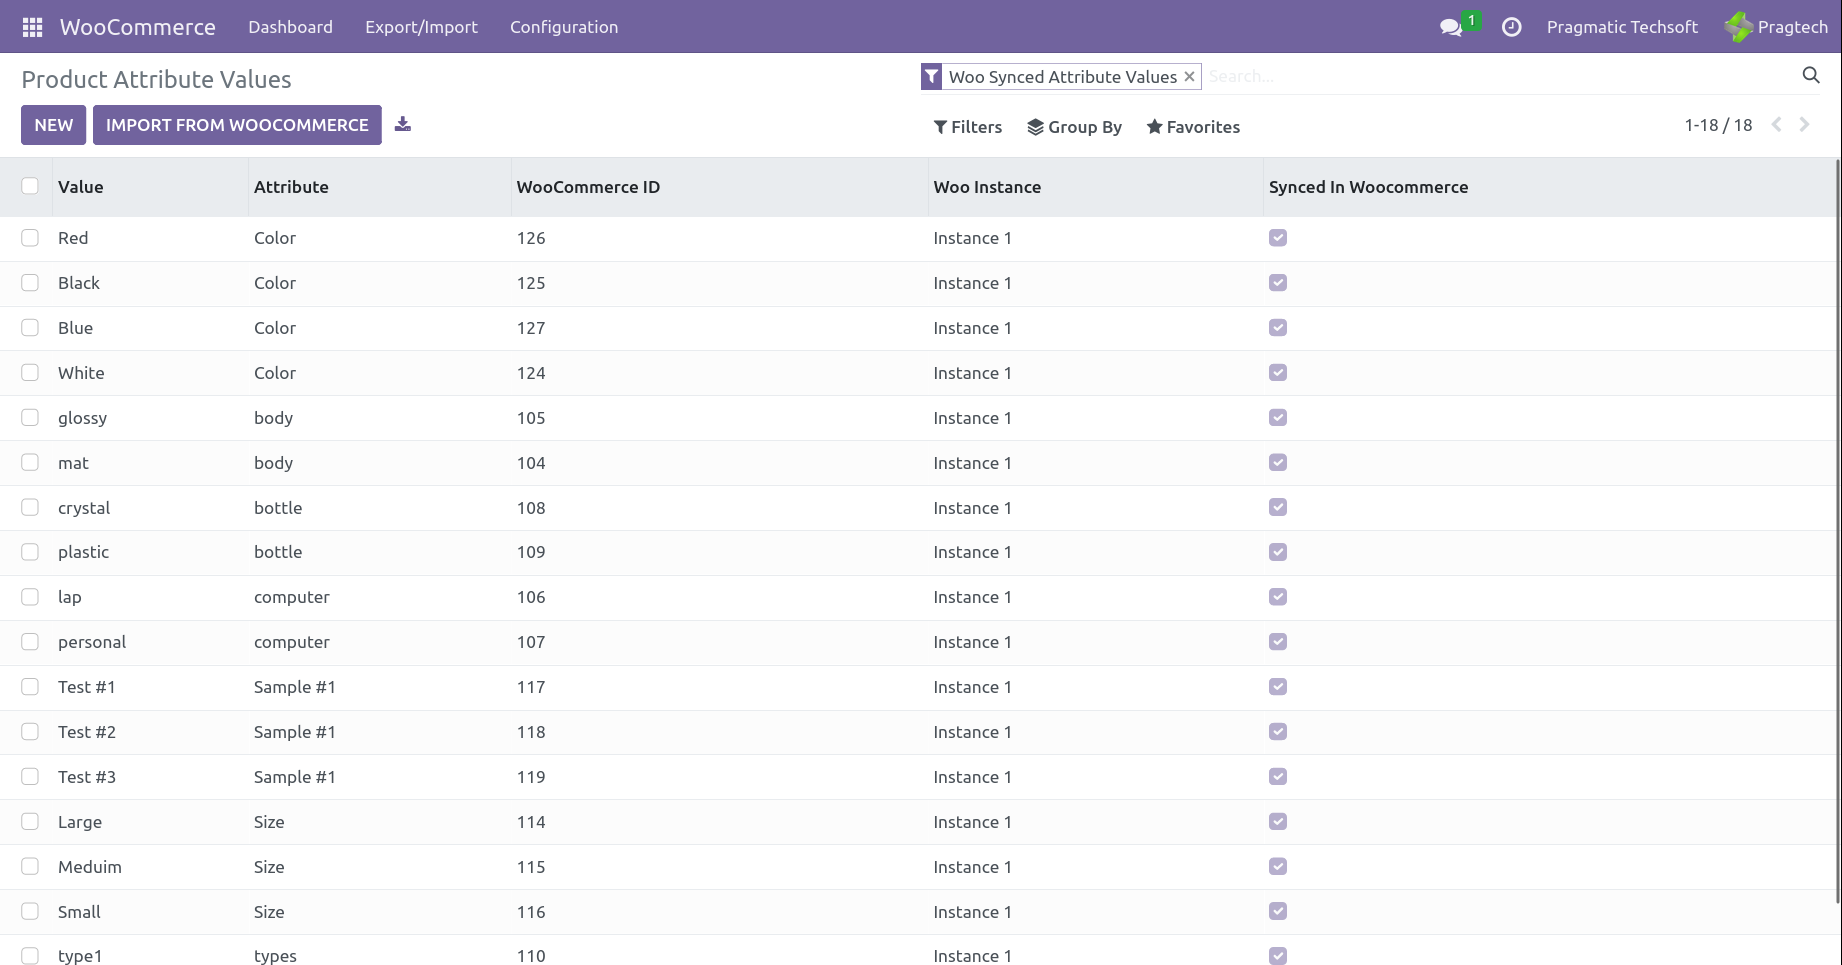 WooCommerce Dashboard Export/Import Configuration 1 Pragmatic Techsoft Pragtech
Product Attribute Values Woo Synced Attribute Values × Search...
NEW IMPORT FROM WOOCOMMERCE Filters Group By Favorites 1-18 / 18
Value Attribute WooCommerce ID Woo Instance Synced In Woocommerce
Red Color 126 Instance 1
Black Color 125 Instance 1
Blue Color 127 Instance 1
White Color 124 Instance 1
glossy body 105 Instance 1
mat body 104 Instance 1
crystal bottle 108 Instance 1
plastic bottle 109 Instance 1
lap computer 106 Instance 1
personal computer 107 Instance 1
Test #1 Sample #1 117 Instance 1
Test #2 Sample #1 118 Instance 1
Test #3 Sample #1 119 Instance 1
Large Size 114 Instance 1
Meduim Size 115 Instance 1
Small Size 116 Instance 1
type1 types 110 Instance 1